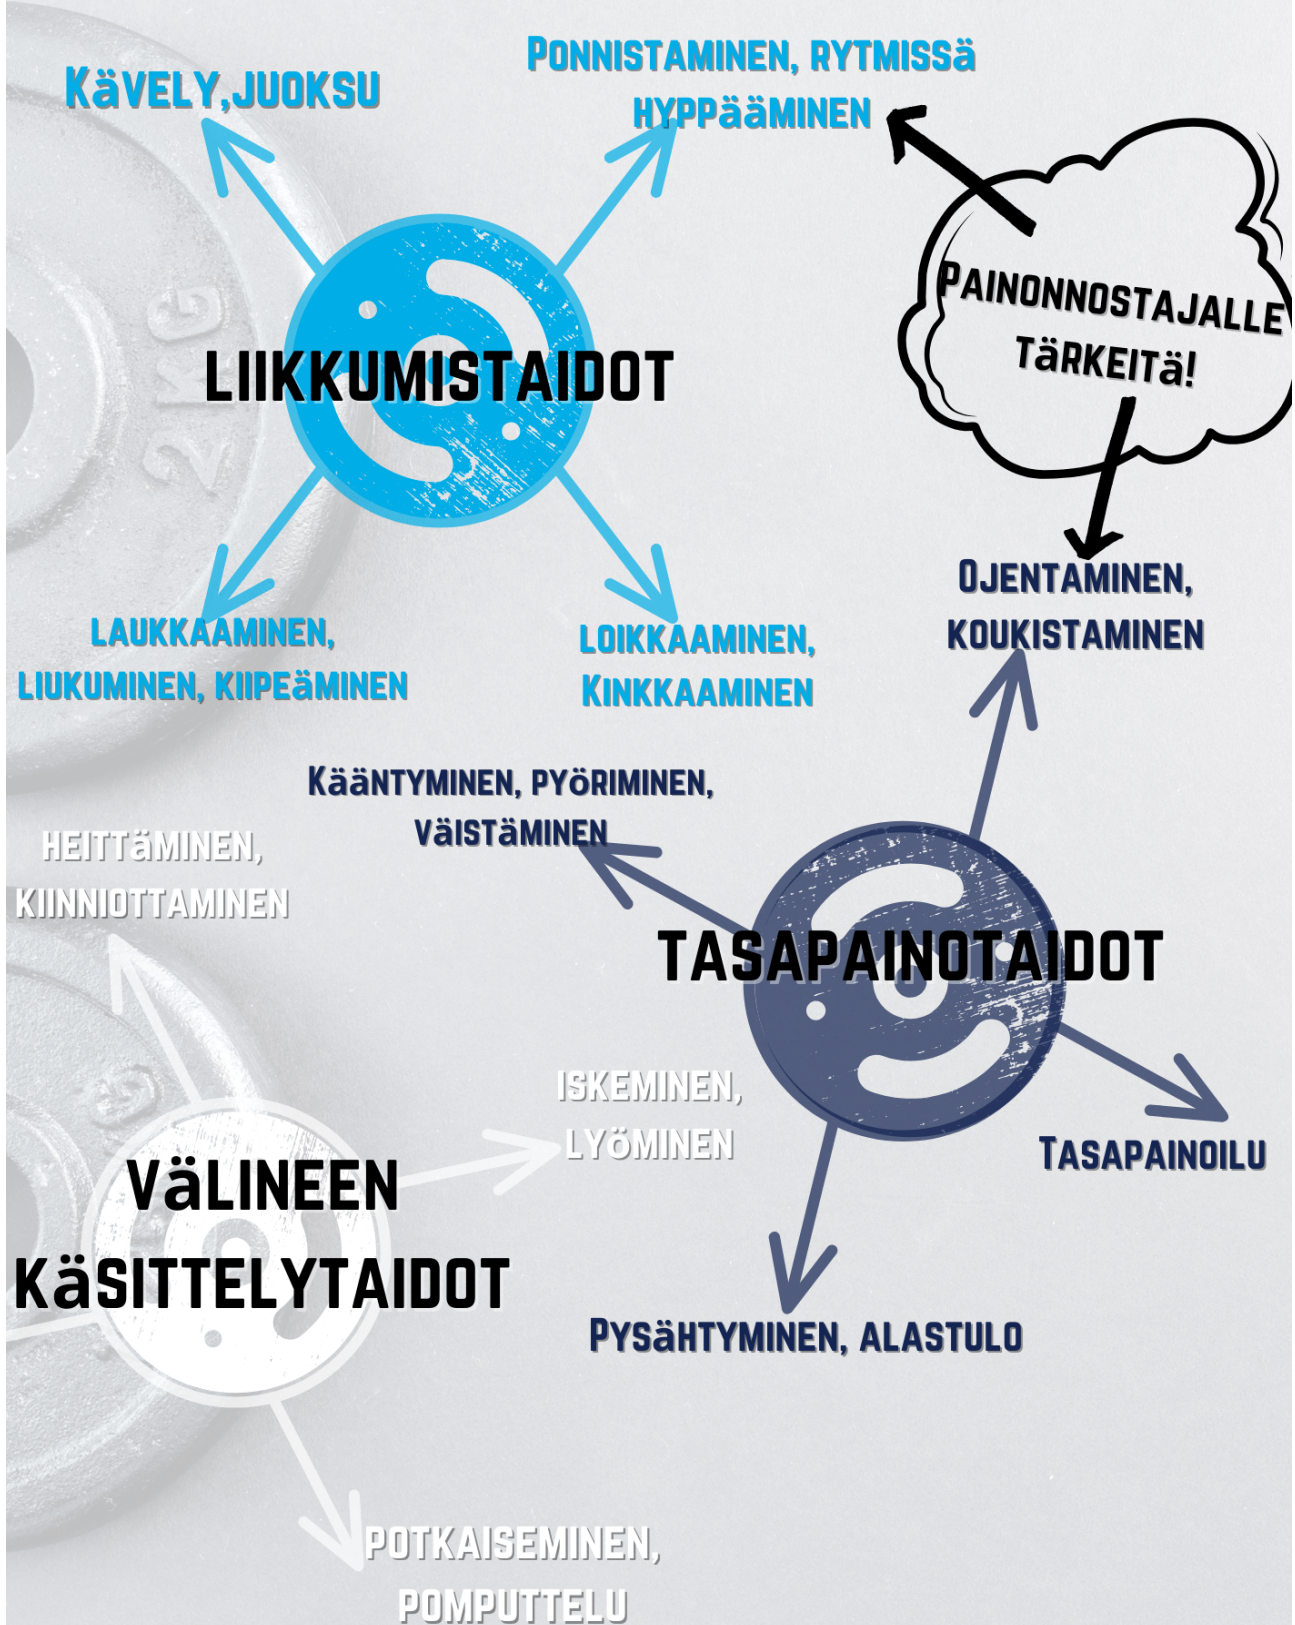 Kävely,juoksu
Ponnistaminen, rytmissä
hyppääminen
Painonnostajalle
tärkeitä!
LIIKKUMISTAIDOT
laukkaaminen,
liukuminen, kiipeäminen
loikkaaminen,
Kinkkaaminen
Ojentaminen,
koukistaminen
Kääntyminen, pyöriminen,
väistäminen
heittäminen,
kiinniottaminen
TASAPAINOTAIDOT
iskeminen,
lyöminen
Tasapainoilu
VäLINEEN
KäSITTELYTAIDOT
Pysähtyminen, alastulo
potkaiseminen,
pomputtelu